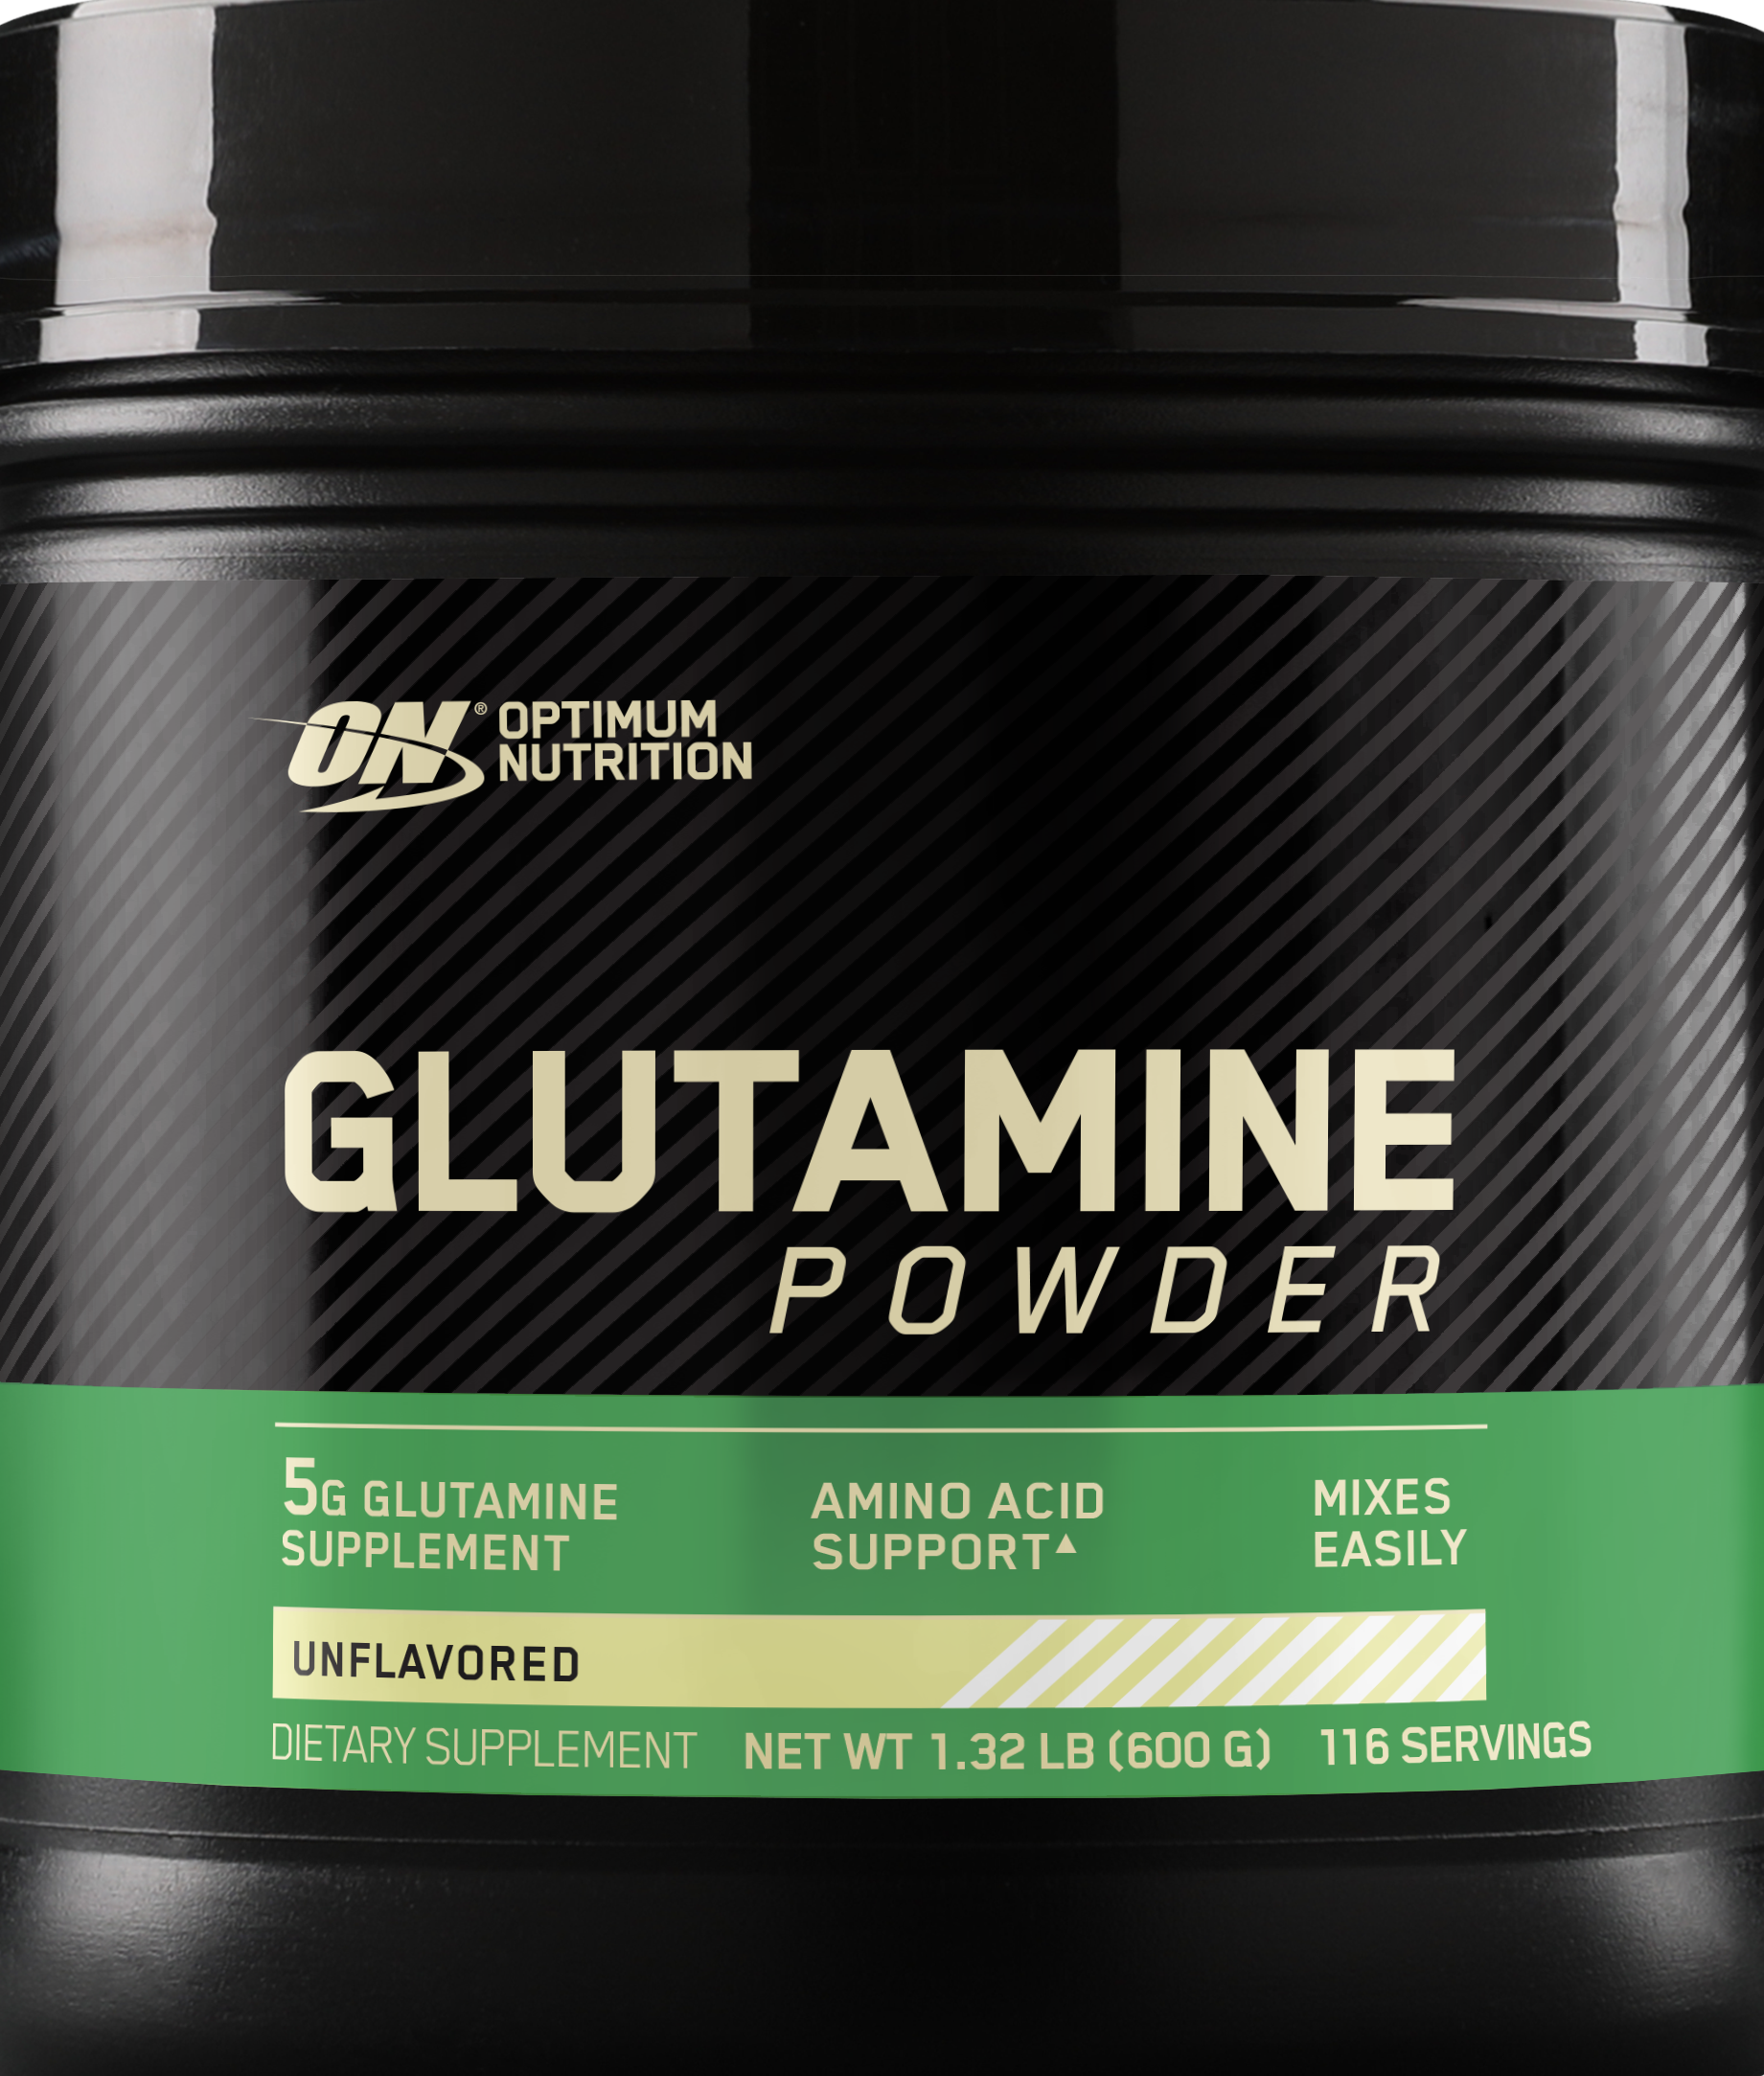 ON® OPTIMUM
NUTRITION
GLUTAMINE
POWDER
5G GLUTAMINE
SUPPLEMENT
AMINO ACID
SUPPORT▲
MIXES
EASILY
UNFLAVORED
DIETARY SUPPLEMENT NET WT 1.32 LB (600 G) 116 SERVINGS